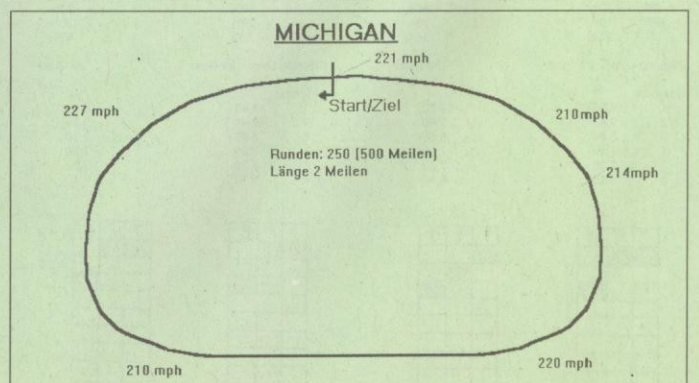 MICHIGAN
221 mph
Start/Ziel
227 mph
210mph
Runden: 250 (500 Meilen)
Länge 2 Meilen
214mph
210 mph
220 mph